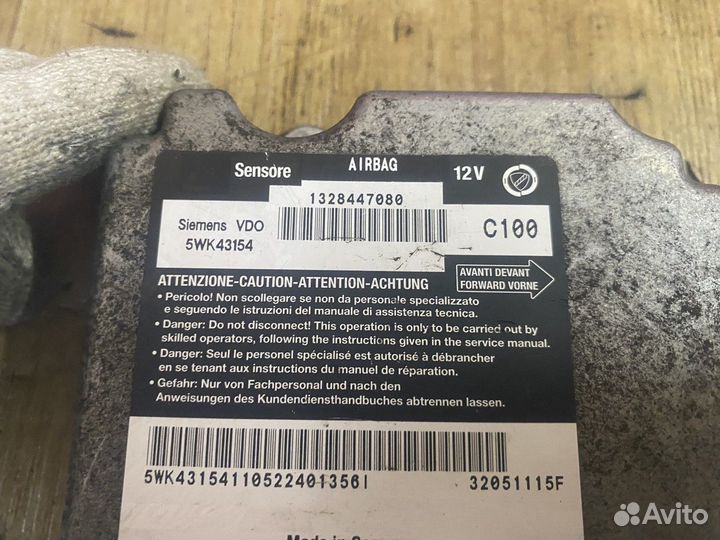 Sensore AIRBAG 12V
1328447080
Siemens VDO
5WK43154
C100
ATTENZIONE-CAUTION-ATTENTION-ACHTUNG
AVANTI DEVANT
FORWARD VORNE
• Pericolo! Non scollegare se non da personale specializzato
e seguendo le istruzioni del manuale di assistenza tecnica.
• Danger: Do not disconnect! This operation is only to be carried out by
skilled operators, following the instructions given in the service manual.
• Danger: Seul le personel spécialisé est autorisé à débrancher
en se tenant aux instructions du manuel de réparation.
• Gefahr: Nur von Fachpersonal und nach den
Anweisungen des Kundendiensthandbuches abtrennen lassen.
5WK43154110522401356I 32051115F
Made in
Avito